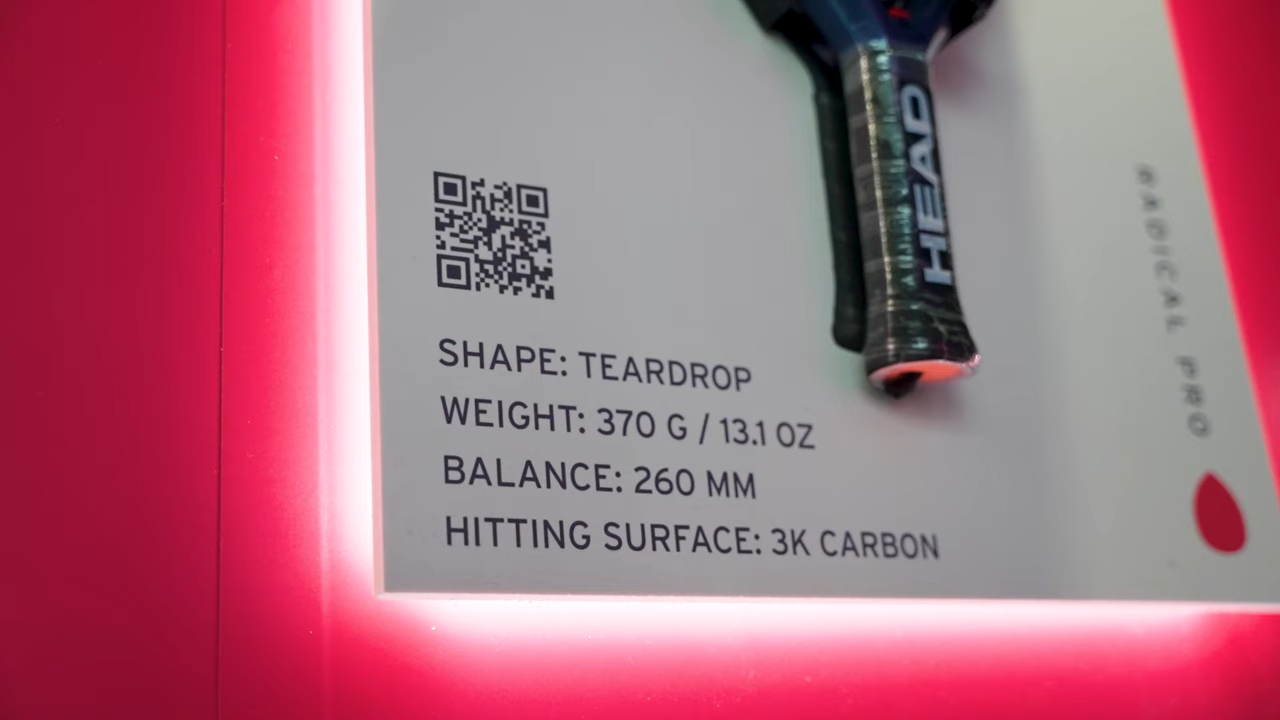 HEAD
RADICAL PRO
SHAPE: TEARDROP
WEIGHT: 370 G / 13.1 OZ
BALANCE: 260 MM
HITTING SURFACE: 3K CARBON